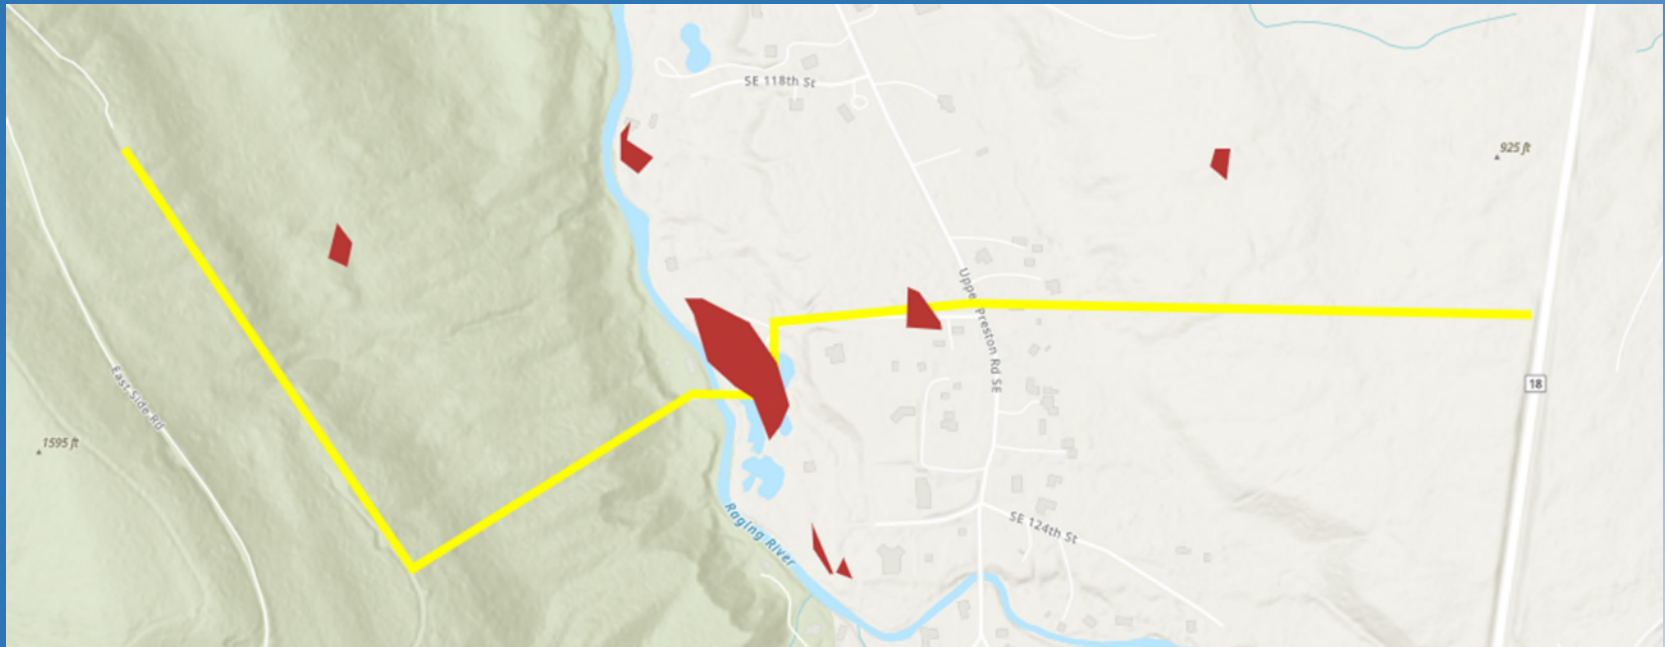 SE 118th St
925 ft
Upper Preston Rd SE
18
East Side Rd
1595 ft
Raging River
SE 124th St